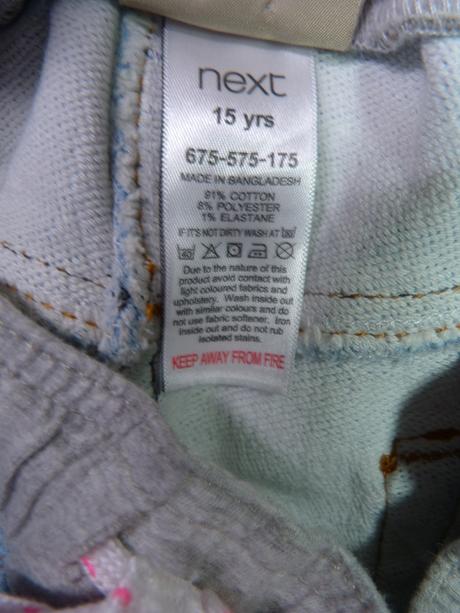 next
15 yrs
675-575-175
MADE IN BANGLADESH
91% COTTON
8% POLYESTER
1% ELASTANE
IF IT'S NOT DIRTY WASH AT 30°
40
Due to the nature of this
product avoid contact with
light coloured fabrics and
upholstery. Wash inside out
with similar colours and do
not use fabric softener. Iron
inside out and do not rub
isolated stains.
KEEP AWAY FROM FIRE